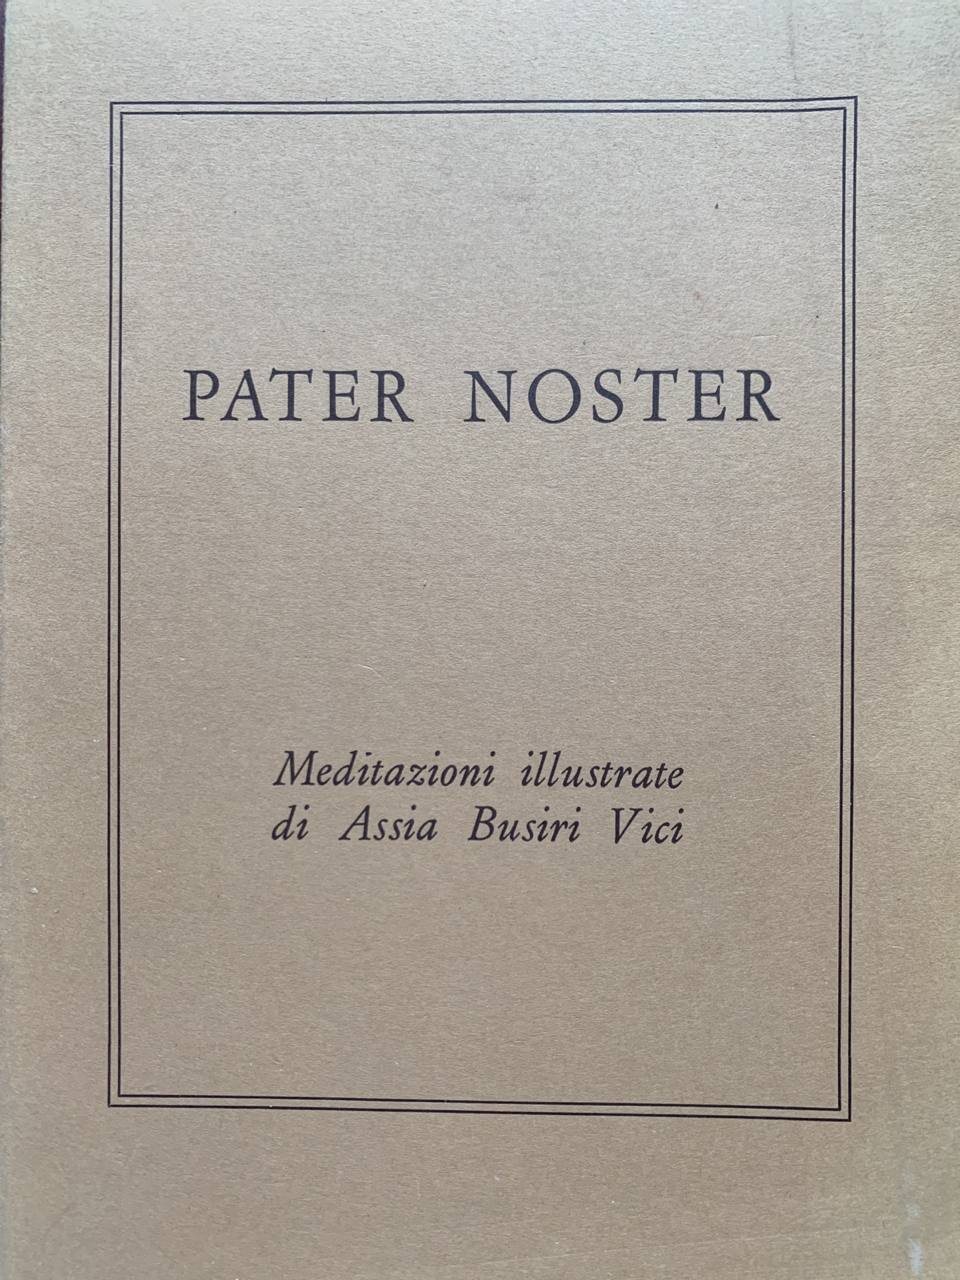 PATER NOSTER
Meditazioni illustrate
di Assia Busiri Vici